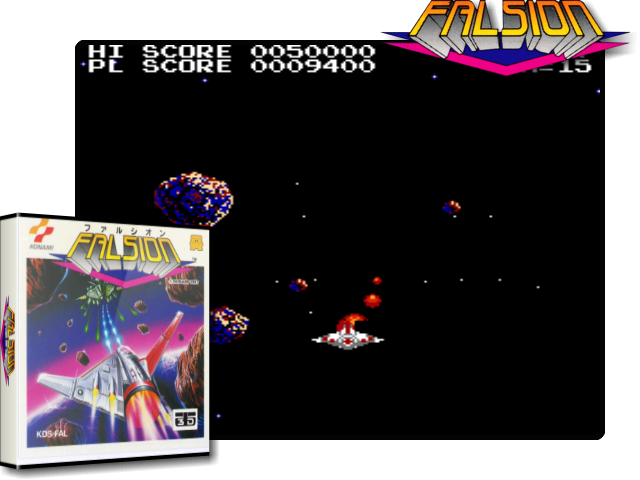 FALSION
HI SCORE 0050000
PL SCORE 0009400
-15
KONAMI
ファルシオン
FALSION
FALSION
3D
KDS-FAL